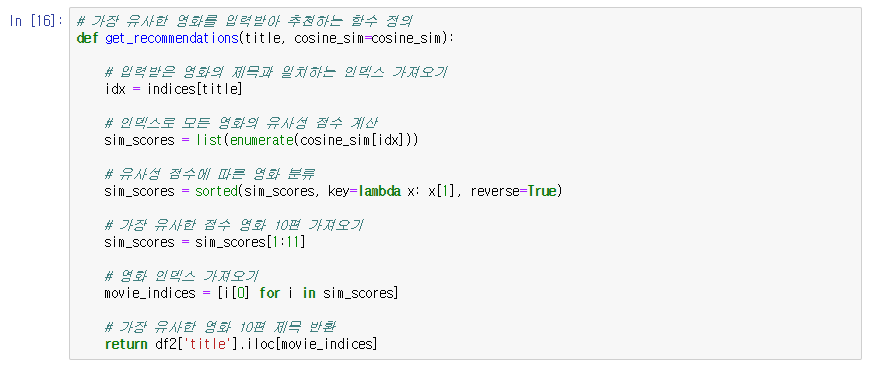 In [16]: # 가장 유사한 영화를 입력받아 추천하는 함수 정의
def get_recommendations(title, cosine_sim=cosine_sim):
# 입력받은 영화의 제목과 일치하는 인덱스 가져오기
idx = indices[title]
# 인덱스로 모든 영화의 유사성 점수 계산
sim_scores = list(enumerate(cosine_sim[idx]))
# 유사성 점수에 따른 영화 분류
sim_scores = sorted(sim_scores, key=lambda x: x[1], reverse=True)
# 가장 유사한 점수 영화 10편 가져오기
sim_scores = sim_scores[1:11]
# 영화 인덱스 가져오기
movie_indices = [i[0] for i in sim_scores]
# 가장 유사한 영화 10편 제목 반환
return df2['title'].iloc[movie_indices]